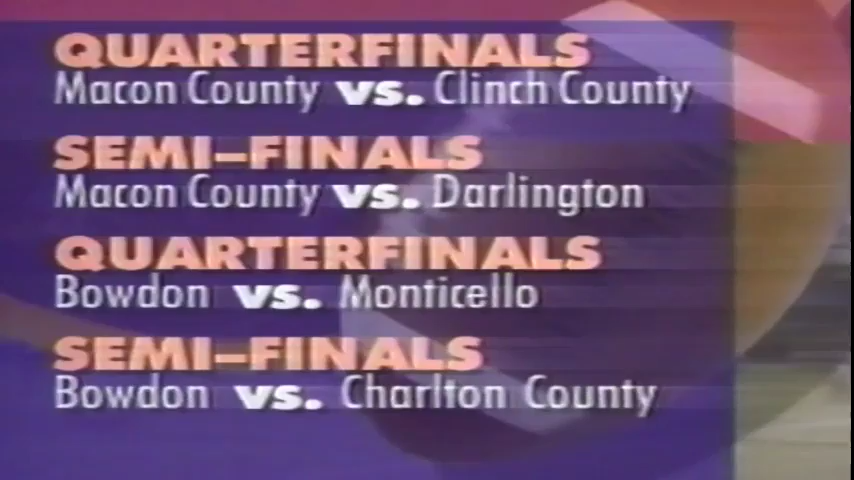 QUARTERFINALS
Macon County vs. Clinch County
SEMI-FINALS
Macon County vs. Darlington
QUARTERFINALS
Bowdon vs. Monticello
SEMI-FINALS
Bowdon vs. Charlton County